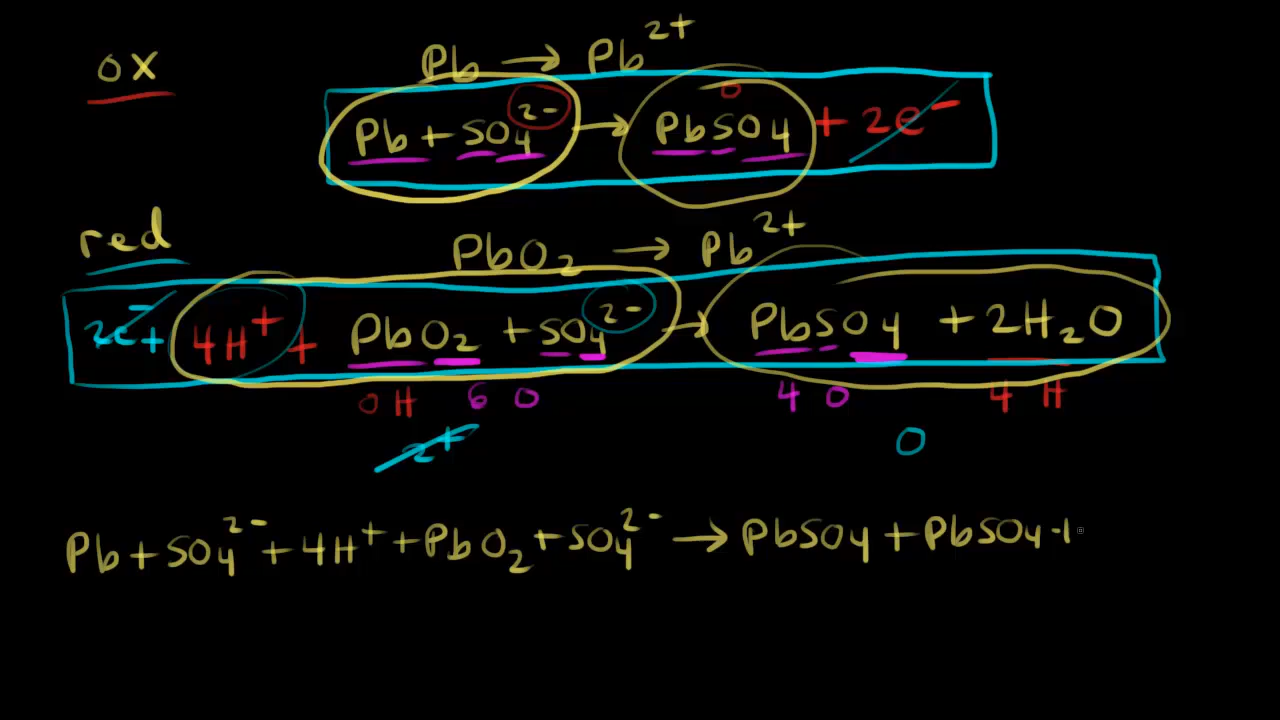 ox
Pb → Pb²⁺
Pb + SO₄²⁻ → PbSO₄ + 2e⁻
0
red
PbO₂ → Pb²⁺
2e⁻ + 4H⁺ + PbO₂ + SO₄²⁻ → PbSO₄ + 2H₂O
0 H 6 O 4 O 4 H
2+ 0
Pb + SO₄²⁻ + 4H⁺ + PbO₂ + SO₄²⁻ → PbSO₄ + PbSO₄